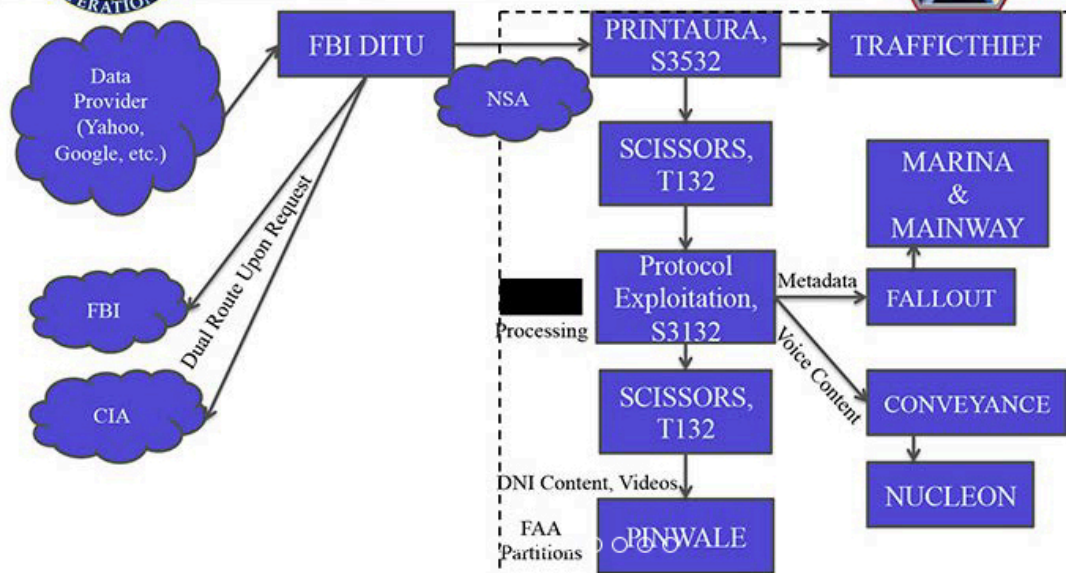 ERATION
FBI DITU
PRINTAURA,
S3532
TRAFFICTHIEF
Data
Provider
(Yahoo,
Google, etc.)
NSA
SCISSORS,
T132
MARINA
&
MAINWAY
Dual Route Upon Request
Protocol
Exploitation,
S3132
Metadata
FALLOUT
FBI
Processing
Voice Content
CIA
SCISSORS,
T132
CONVEYANCE
DNI Content, Videos
NUCLEON
FAA
Partitions
PINWALE